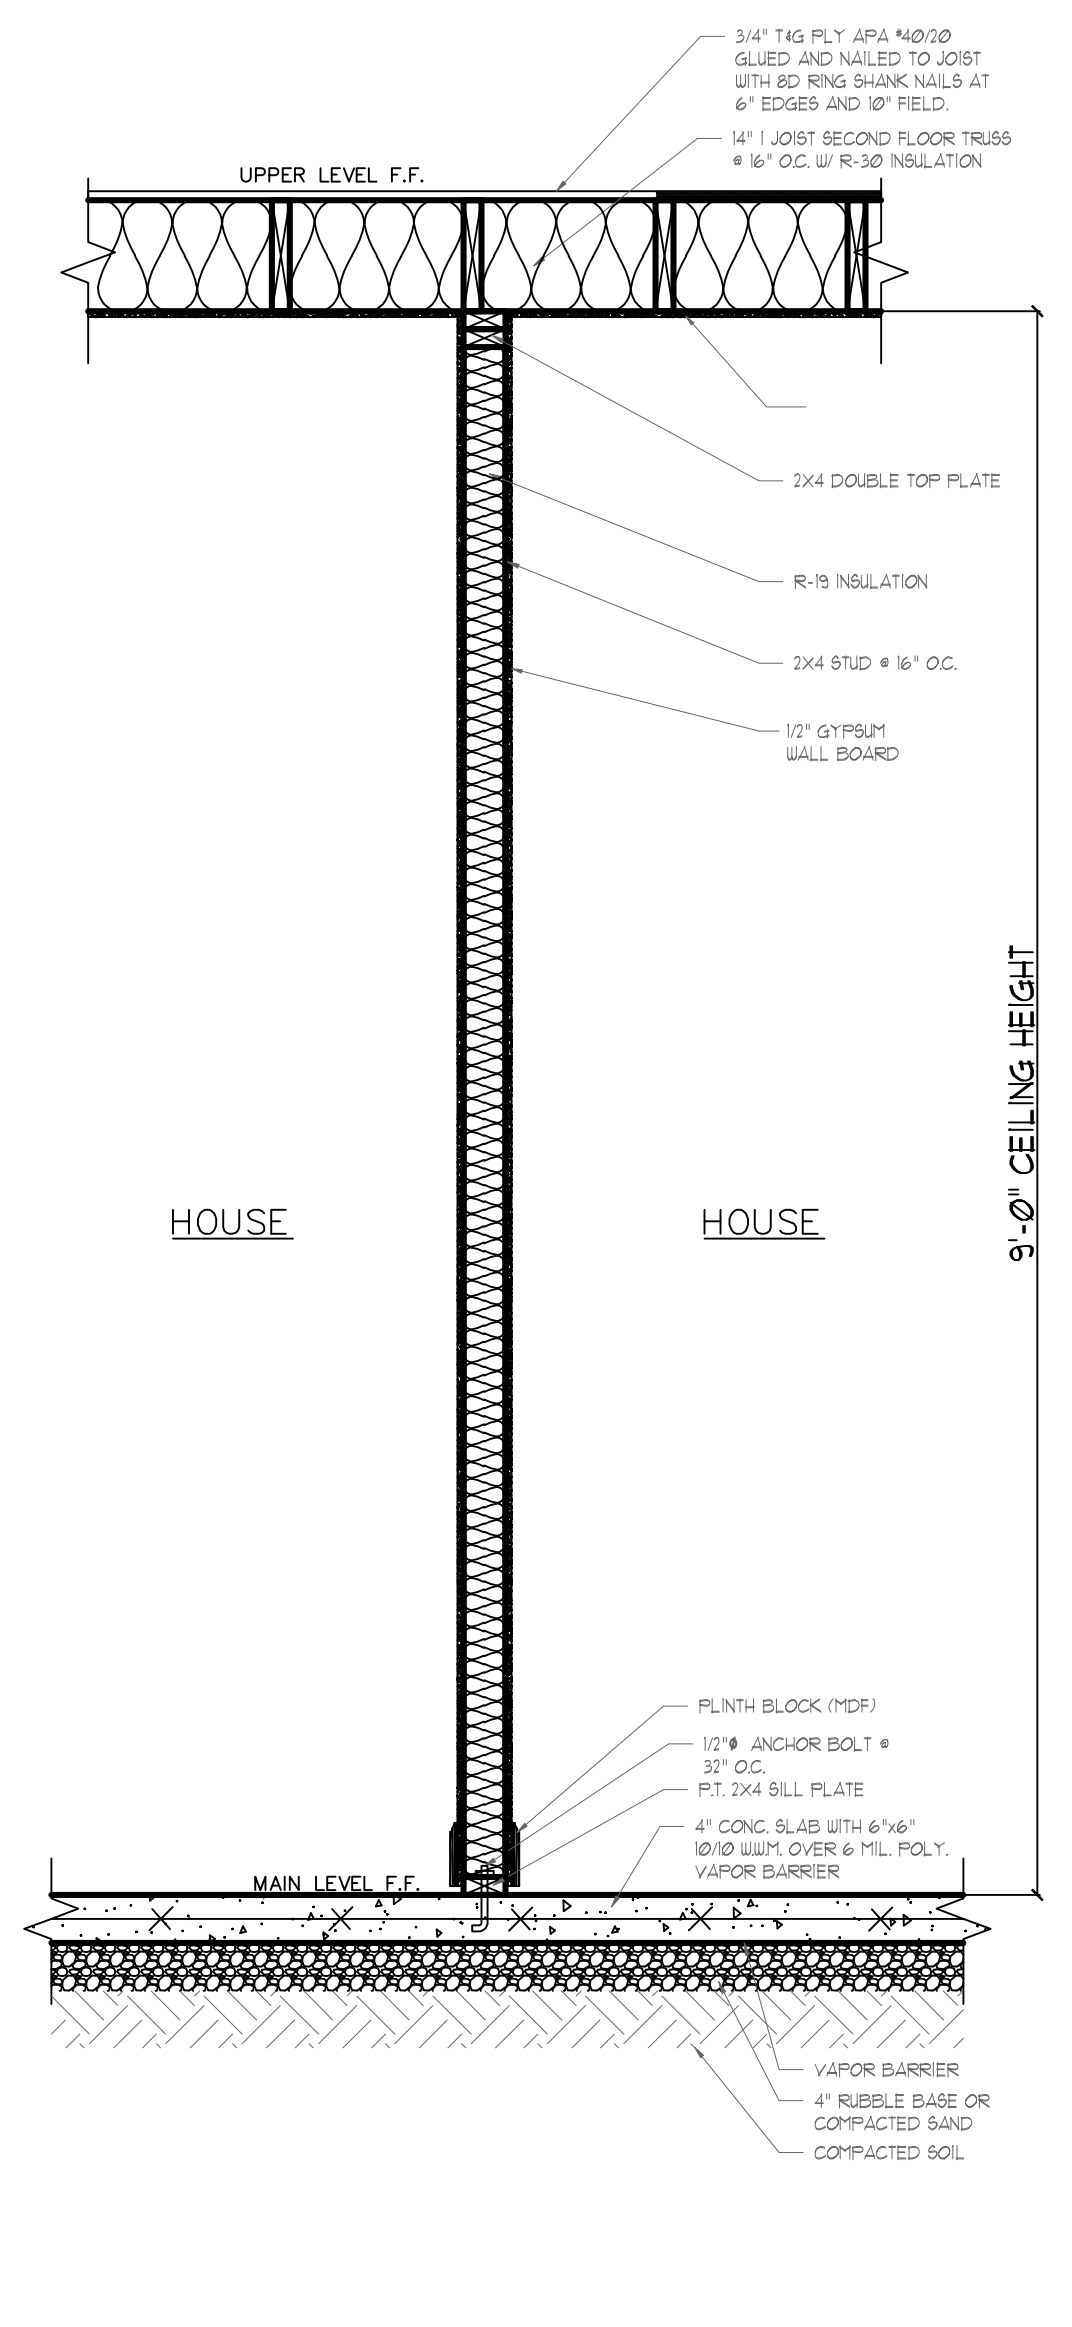 3/4" T&G PLY APA #40/20
GLUED AND NAILED TO JOIST
WITH 8D RING SHANK NAILS AT
6" EDGES AND 10" FIELD.
14" I JOIST SECOND FLOOR TRUSS
@ 16" O.C. W/ R-30 INSULATION
UPPER LEVEL F.F.
2X4 DOUBLE TOP PLATE
R-19 INSULATION
2X4 STUD @ 16" O.C.
1/2" GYPSUM
WALL BOARD
9'-0" CEILING HEIGHT
HOUSE
HOUSE
PLINTH BLOCK (MDF)
1/2"Ø ANCHOR BOLT @
32" O.C.
P.T. 2X4 SILL PLATE
4" CONC. SLAB WITH 6"x6"
10/10 W.W.M. OVER 6 MIL. POLY.
VAPOR BARRIER
MAIN LEVEL F.F.
VAPOR BARRIER
4" RUBBLE BASE OR
COMPACTED SAND
COMPACTED SOIL